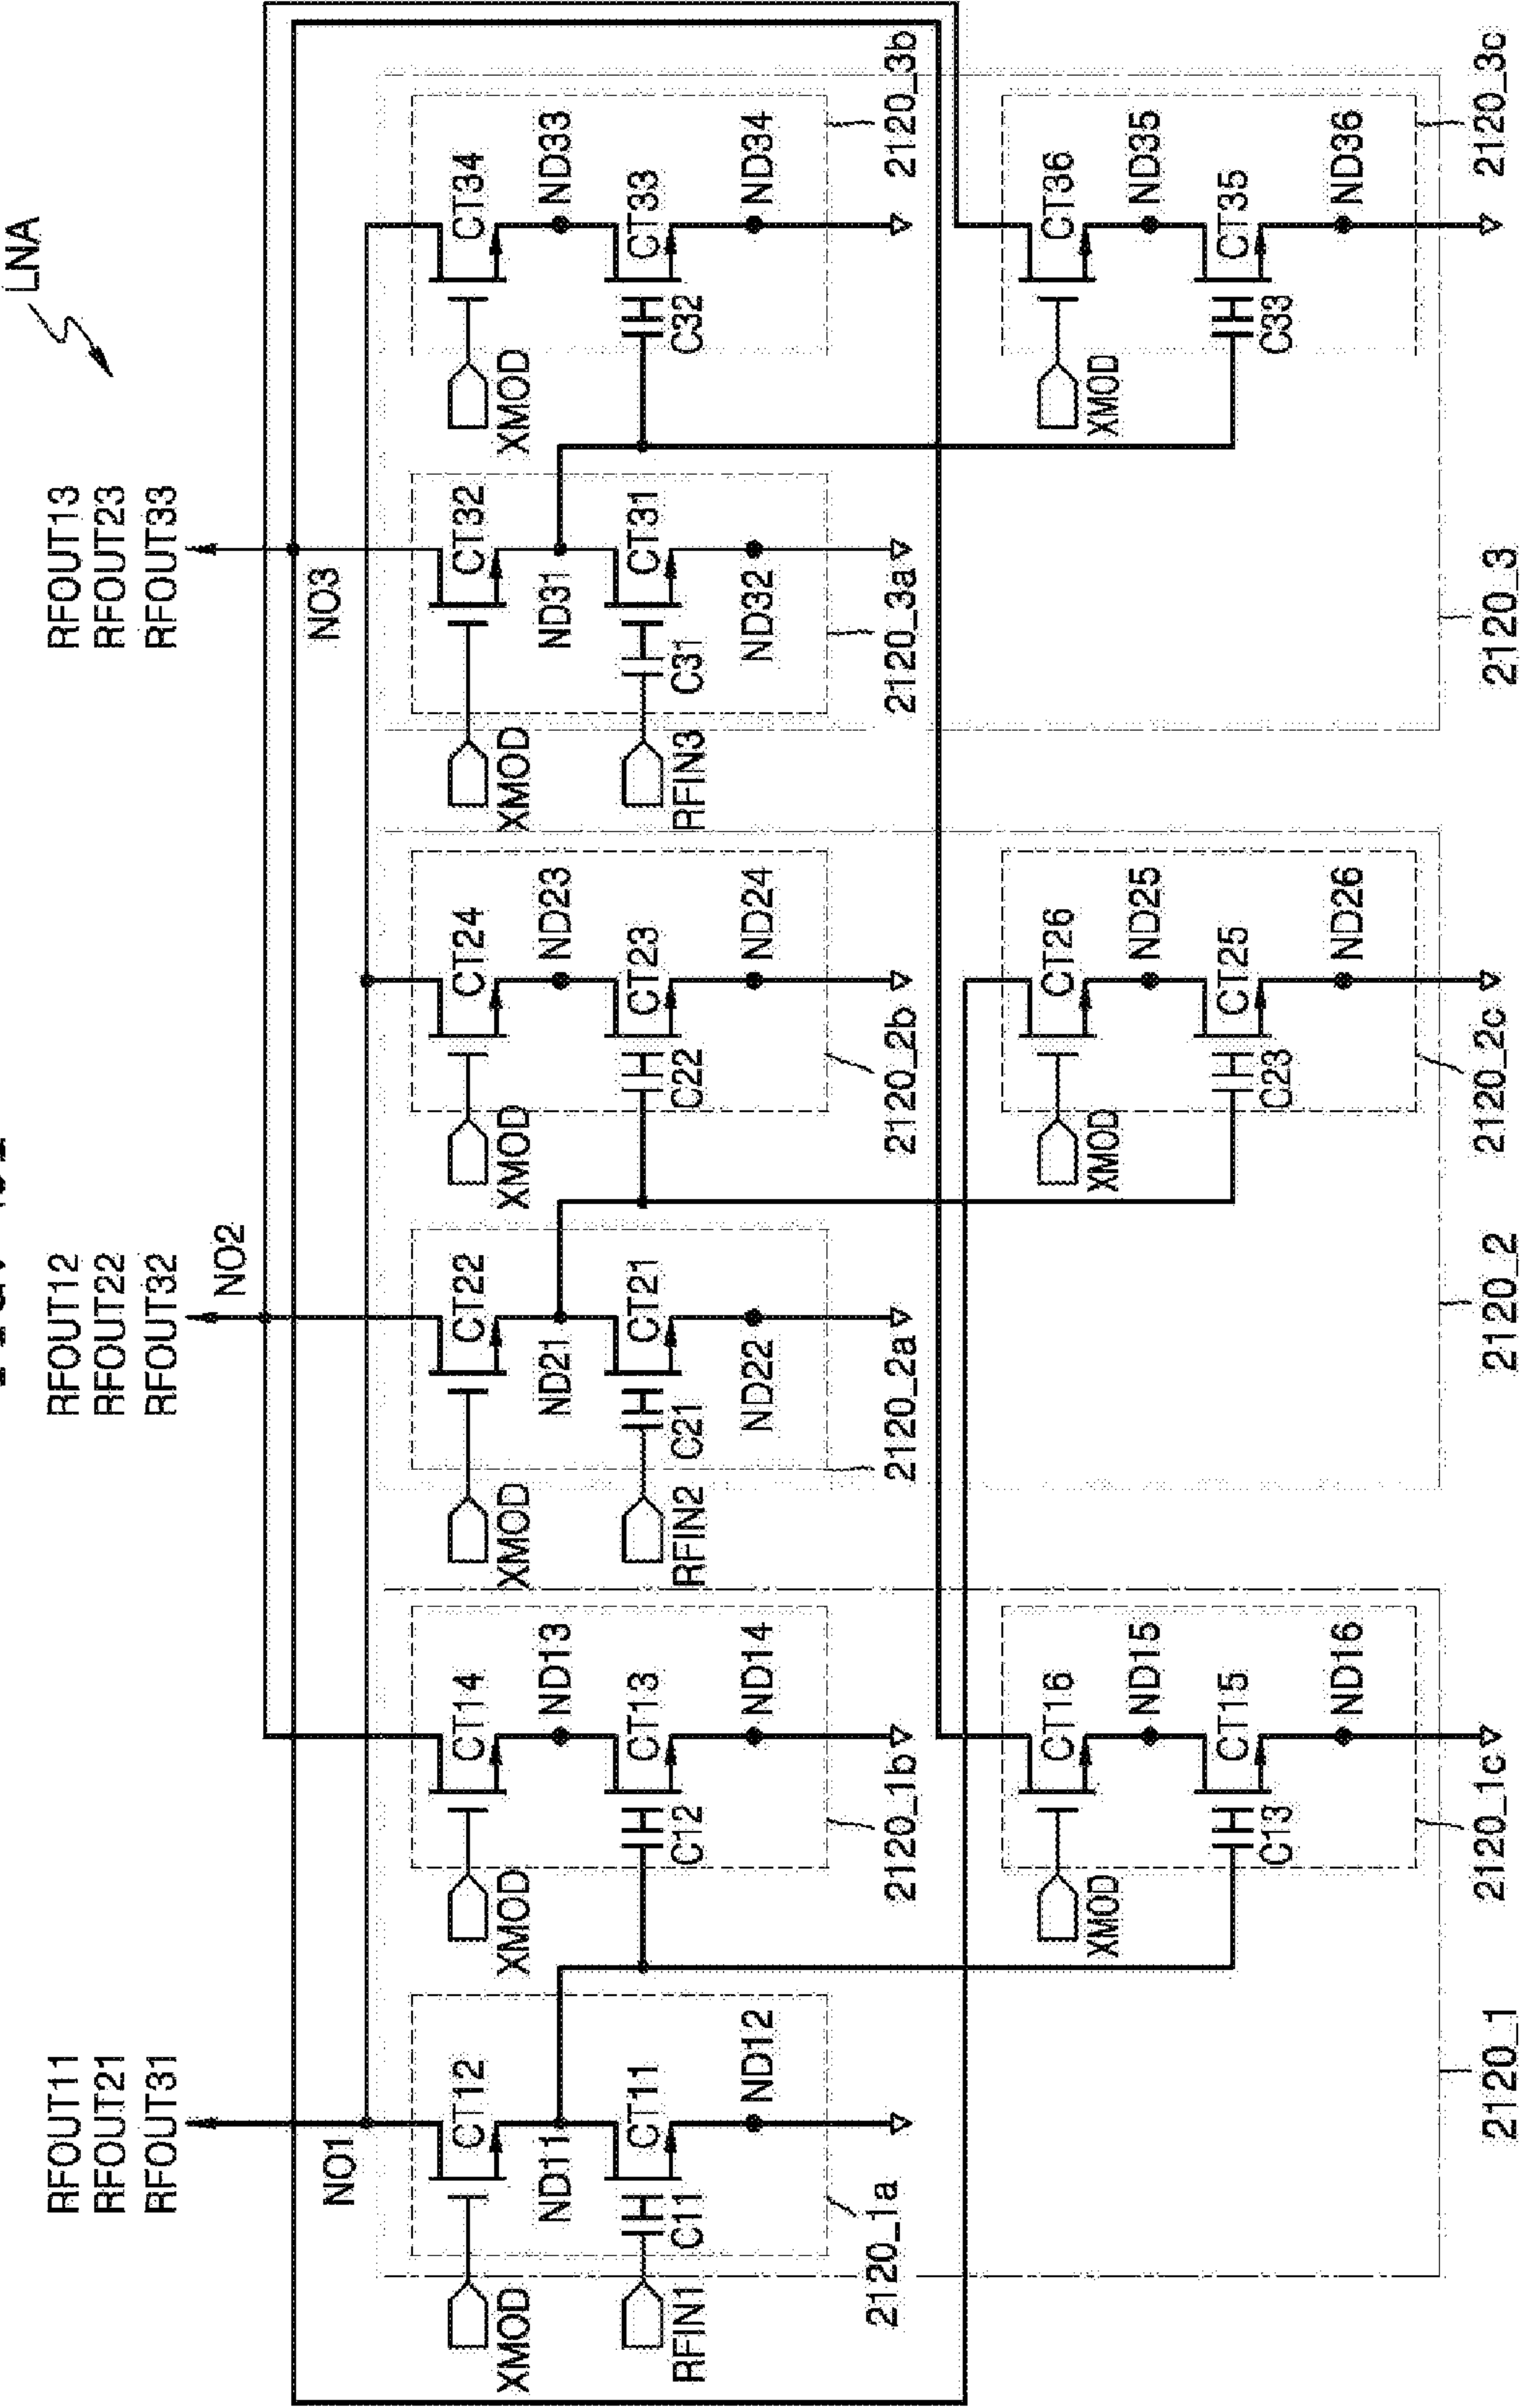 LNA
RFOUT11
RFOUT21
RFOUT31
RFOUT12
RFOUT22
RFOUT32
RFOUT13
RFOUT23
RFOUT33
NO1
NO2
NO3
XMOD
CT12
ND11
RFIN1
C11
CT11
ND12
2120_1a
XMOD
CT14
ND13
C12
CT13
ND14
2120_1b
XMOD
CT16
ND15
C13
CT15
ND16
2120_1c
2120_1
XMOD
CT22
ND21
RFIN2
C21
CT21
ND22
2120_2a
XMOD
CT24
ND23
C22
CT23
ND24
2120_2b
XMOD
CT26
ND25
C23
CT25
ND26
2120_2c
2120_2
XMOD
CT32
ND31
RFIN3
C31
CT31
ND32
2120_3a
XMOD
CT34
ND33
C32
CT33
ND34
2120_3b
XMOD
CT36
ND35
C33
CT35
ND36
2120_3c
2120_3